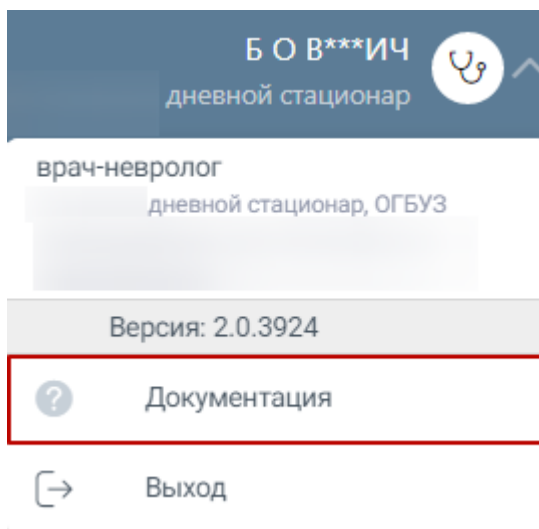 Б О В***ИЧ
дневной стационар
врач-невролог
дневной стационар, ОГБУЗ
Версия: 2.0.3924
Документация
Выход